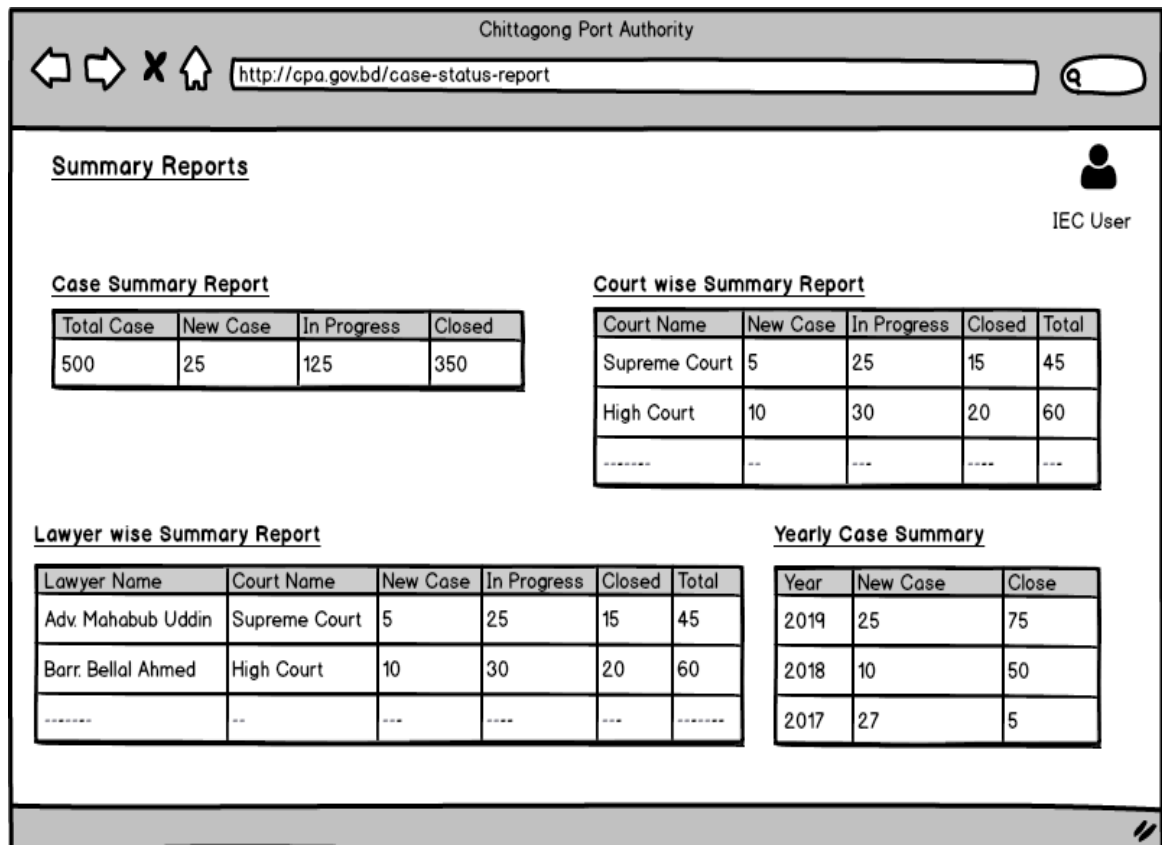 Chittagong Port Authority
http://cpa.gov.bd/case-status-report
Summary Reports
IEC User
Case Summary Report
Total Case New Case In Progress Closed
500 25 125 350
Court wise Summary Report
Court Name New Case In Progress Closed Total
Supreme Court 5 25 15 45
High Court 10 30 20 60
------- -- --- ---- ---
Lawyer wise Summary Report
Lawyer Name Court Name New Case In Progress Closed Total
Adv. Mahabub Uddin Supreme Court 5 25 15 45
Barr. Bellal Ahmed High Court 10 30 20 60
------- -- --- ---- --- -------
Yearly Case Summary
Year New Case Close
2019 25 75
2018 10 50
2017 27 5